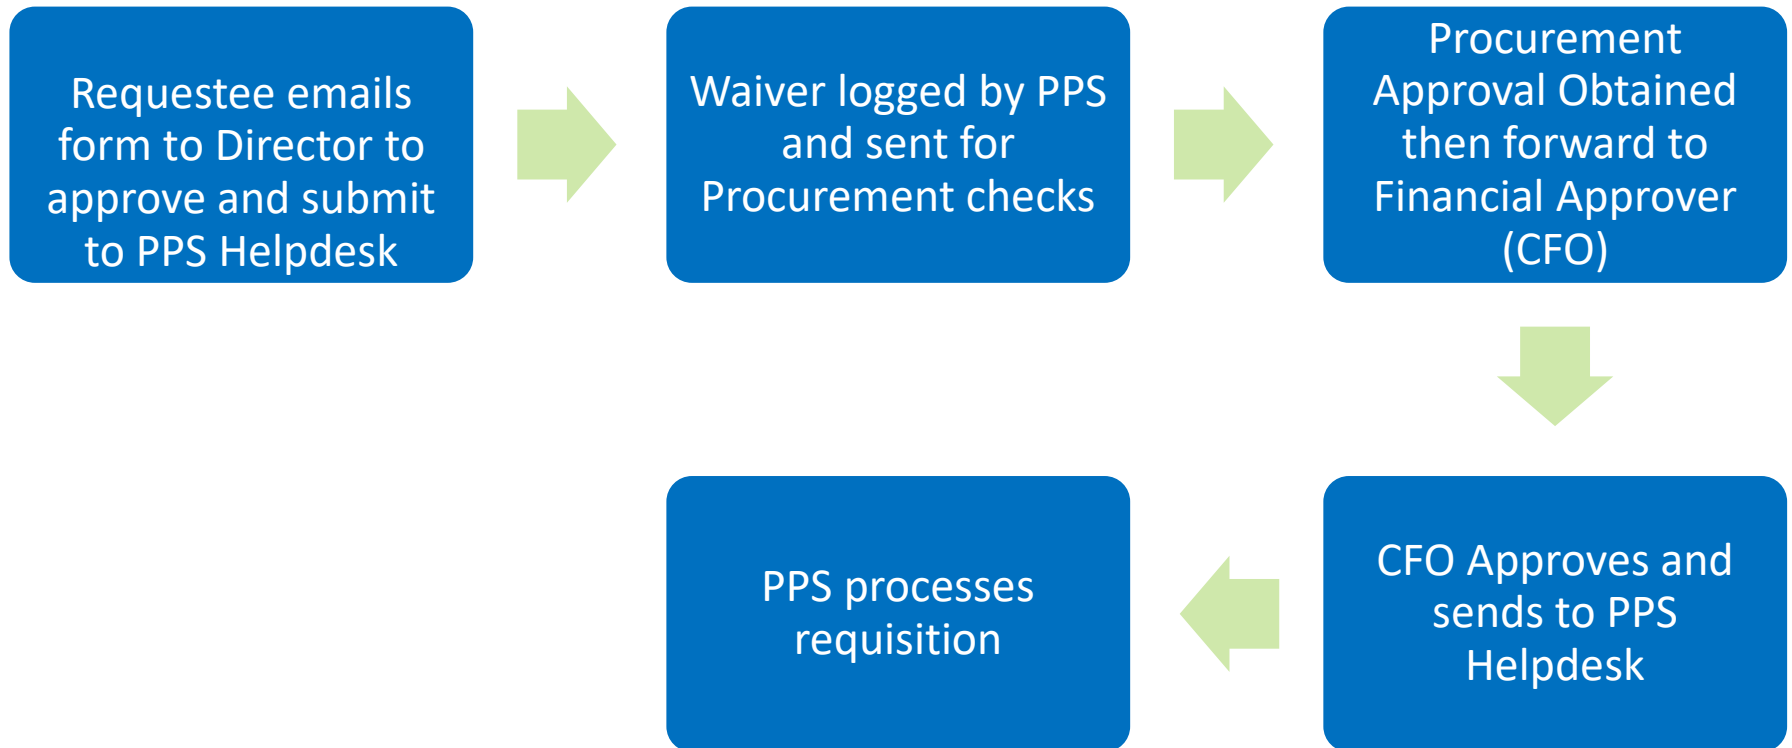 Requestee emails
form to Director to
approve and submit
to PPS Helpdesk
Waiver logged by PPS
and sent for
Procurement checks
Procurement
Approval Obtained
then forward to
Financial Approver
(CFO)
CFO Approves and
sends to PPS
Helpdesk
PPS processes
requisition